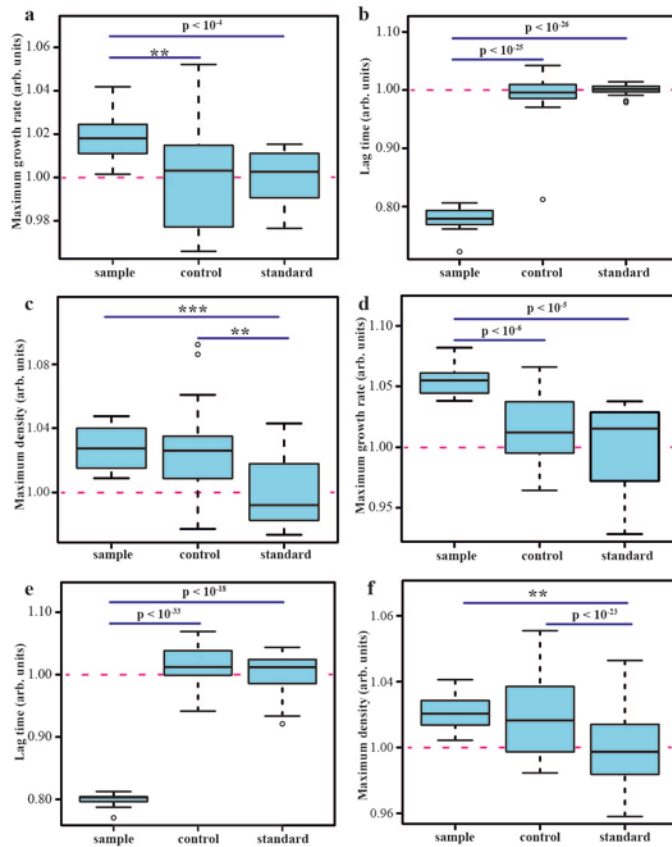 a
p < 10⁻⁴
**
Maximum growth rate (arb. units)
1.06
1.04
1.02
1.00
0.98
sample control standard
b
p < 10⁻²⁶
p < 10⁻²⁵
Lag time (arb. units)
1.10
1.00
0.90
0.80
sample control standard
c
***
**
Maximum density (arb. units)
1.08
1.04
1.00
sample control standard
d
p < 10⁻⁵
p < 10⁻⁶
Maximum growth rate (arb. units)
1.10
1.05
1.00
0.95
sample control standard
e
p < 10⁻¹⁸
p < 10⁻³³
Lag time (arb. units)
1.10
1.00
0.90
0.80
sample control standard
f
**
p < 10⁻²³
Maximum density (arb. units)
1.06
1.04
1.00
0.96
sample control standard